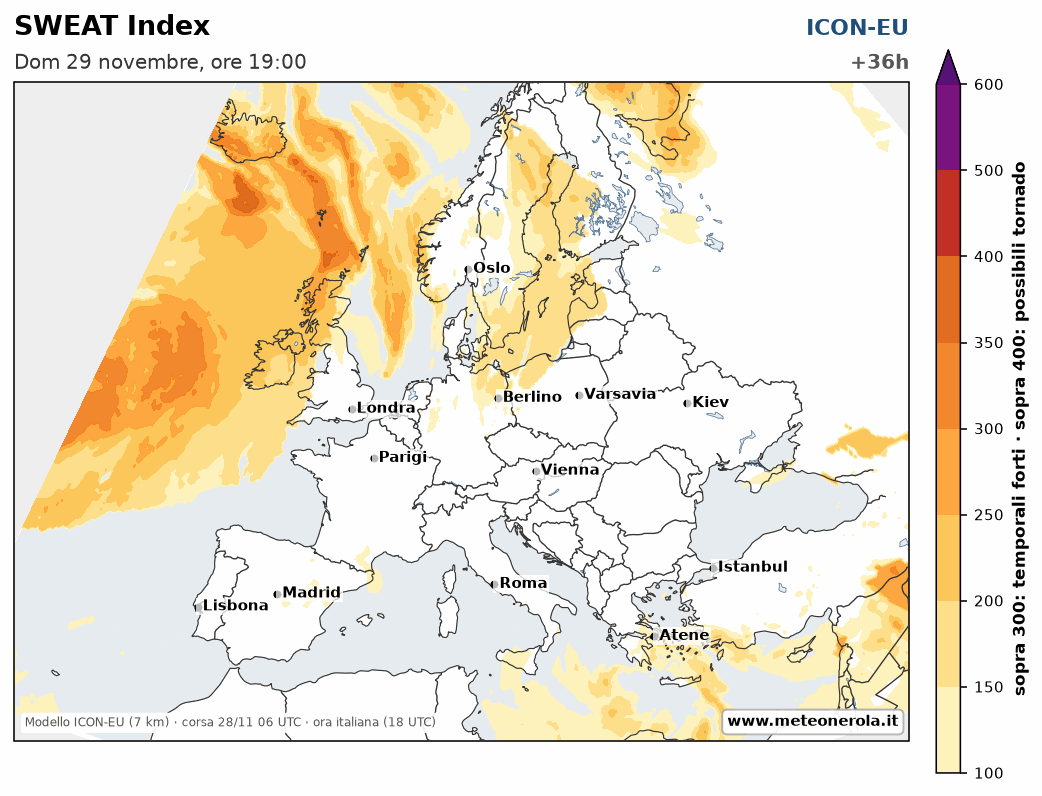 SWEAT Index
ICON-EU
Dom 29 novembre, ore 19:00
+36h
600
500
400
350
300
250
200
150
100
sopra 300: temporali forti · sopra 400: possibili tornado
Oslo
Berlino
Varsavia
Kiev
Londra
Parigi
Vienna
Istanbul
Roma
Madrid
Lisbona
Atene
Modello ICON-EU (7 km) · corsa 28/11 06 UTC · ora italiana (18 UTC)
www.meteonerola.it